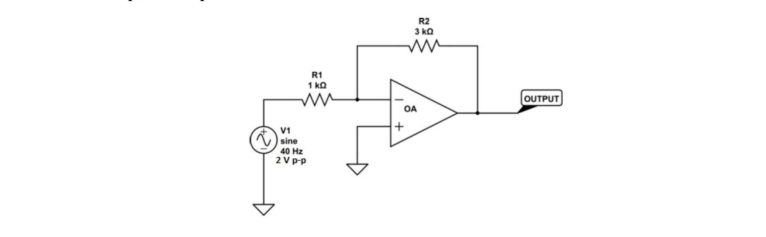 R2
3 kΩ
R1
1 kΩ
−
OA
+
OUTPUT
V1
sine
40 Hz
2 V p-p